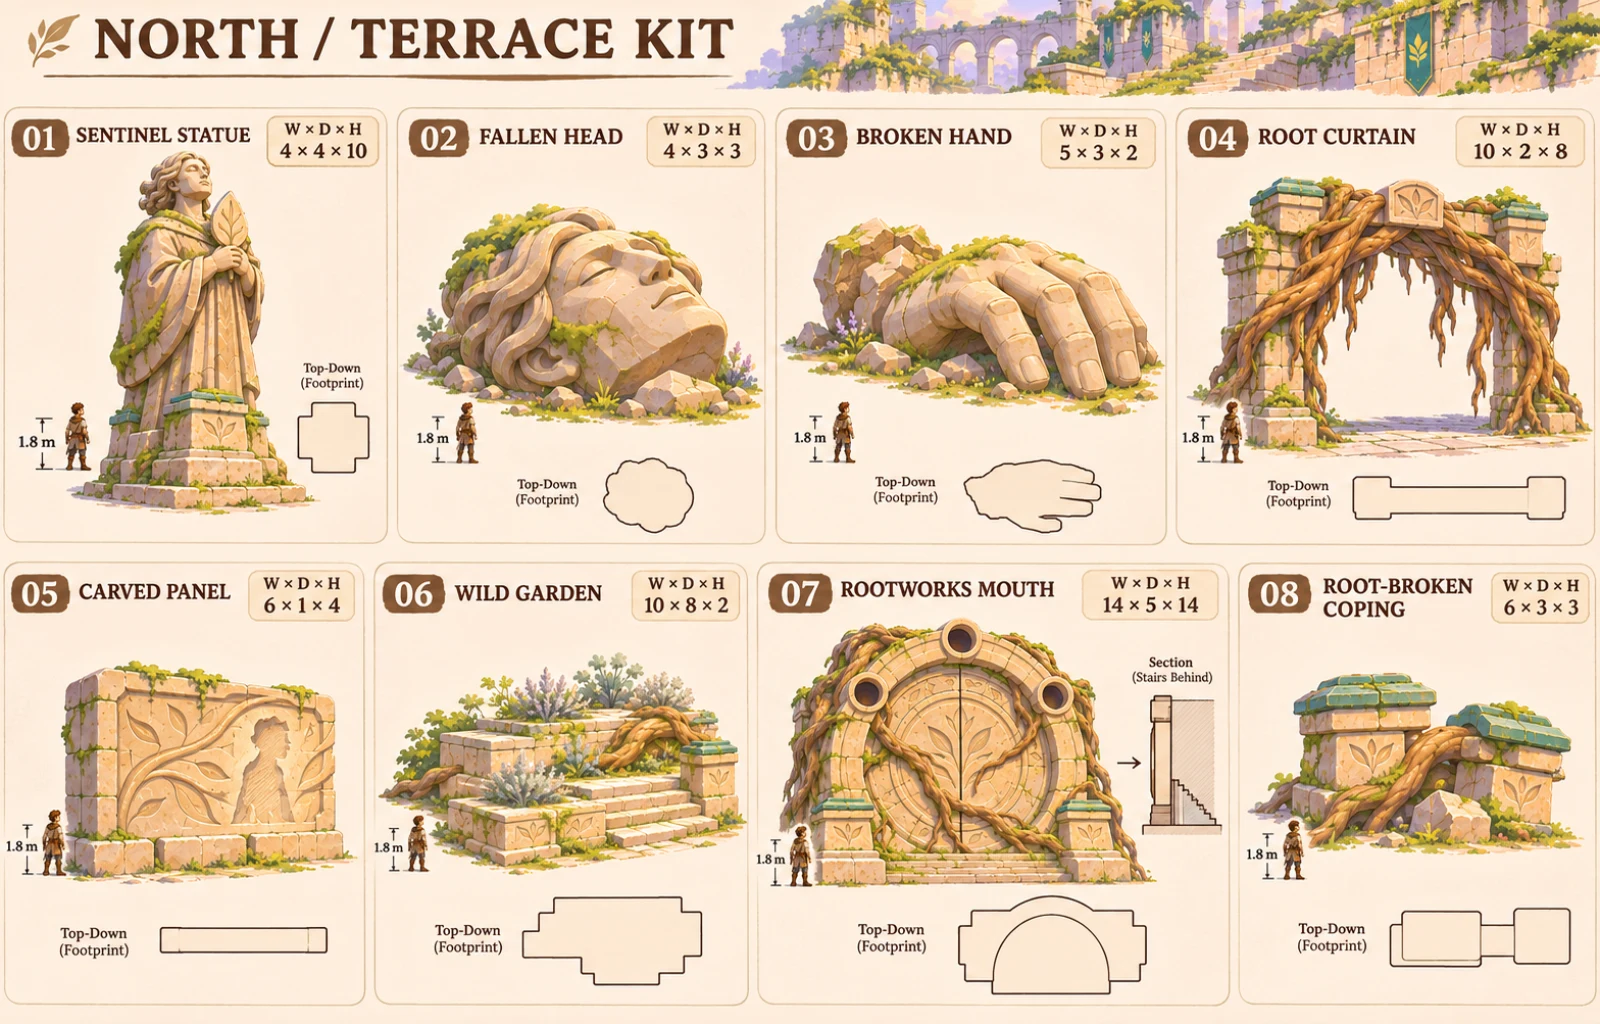 NORTH / TERRACE KIT
01 SENTINEL STATUE
W × D × H
4 × 4 × 10
Top-Down
(Footprint)
1.8 m
02 FALLEN HEAD
W × D × H
4 × 3 × 3
1.8 m
Top-Down
(Footprint)
03 BROKEN HAND
W × D × H
5 × 3 × 2
1.8 m
Top-Down
(Footprint)
04 ROOT CURTAIN
W × D × H
10 × 2 × 8
1.8 m
Top-Down
(Footprint)
05 CARVED PANEL
W × D × H
6 × 1 × 4
1.8 m
Top-Down
(Footprint)
06 WILD GARDEN
W × D × H
10 × 8 × 2
1.8 m
Top-Down
(Footprint)
07 ROOTWORKS MOUTH
W × D × H
14 × 5 × 14
Section
(Stairs Behind)
1.8 m
Top-Down
(Footprint)
08 ROOT-BROKEN
COPING
W × D × H
6 × 3 × 3
1.8 m
Top-Down
(Footprint)